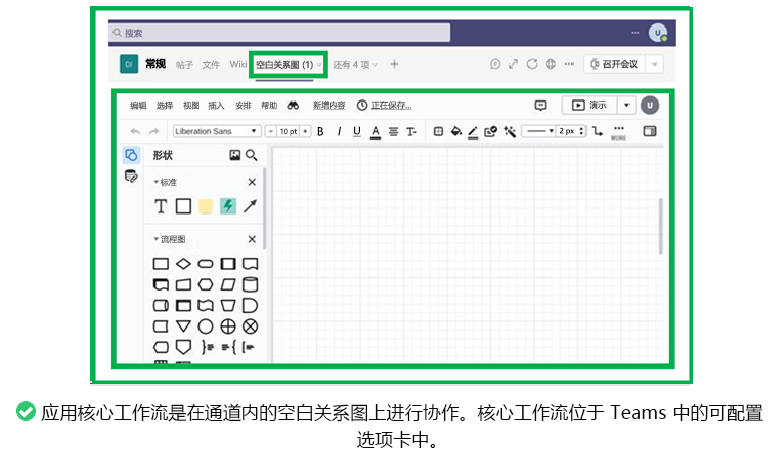 搜索
U
DI 常规 帖子 文件 Wiki 空白关系图 (1) 还有 4 项 + 召开会议
编辑 选择 视图 插入 安排 帮助 新增内容 正在保存... 演示 U
Liberation Sans - 10 pt + B I U A T 2 px MORE
形状
标准
T
流程图
应用核心工作流是在通道内的空白关系图上进行协作。核心工作流位于 Teams 中的可配置
选项卡中。